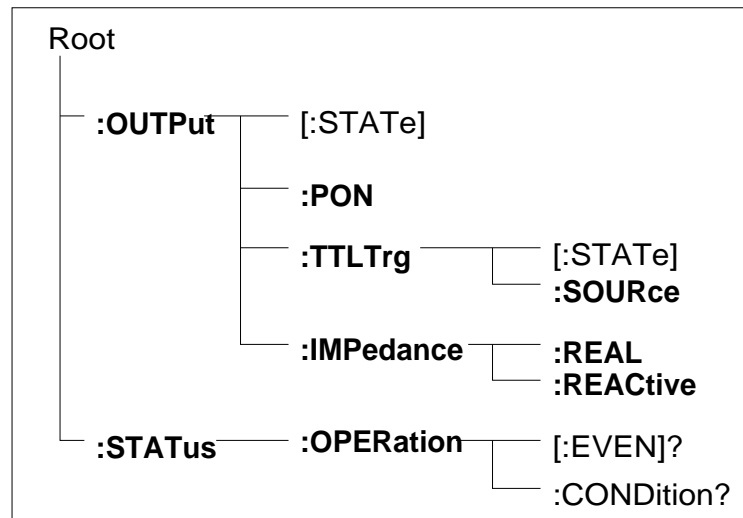 Root
:OUTPut [:STATe]
:PON
:TTLTrg [:STATe]
:SOURce
:IMPedance :REAL
:REACtive
:STATus :OPERation [:EVEN]?
:CONDition?